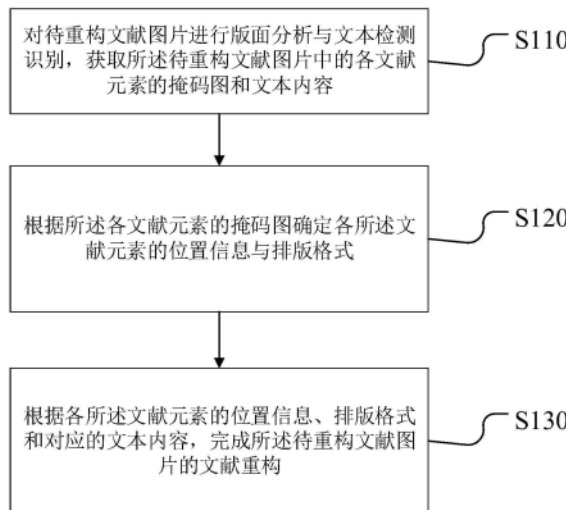 对待重构文献图片进行版面分析与文本检测
识别，获取所述待重构文献图片中的各文献
元素的掩码图和文本内容
S110
根据所述各文献元素的掩码图确定各所述文
献元素的位置信息与排版格式
S120
根据各所述文献元素的位置信息、排版格式
和对应的文本内容，完成所述待重构文献图
片的文献重构
S130